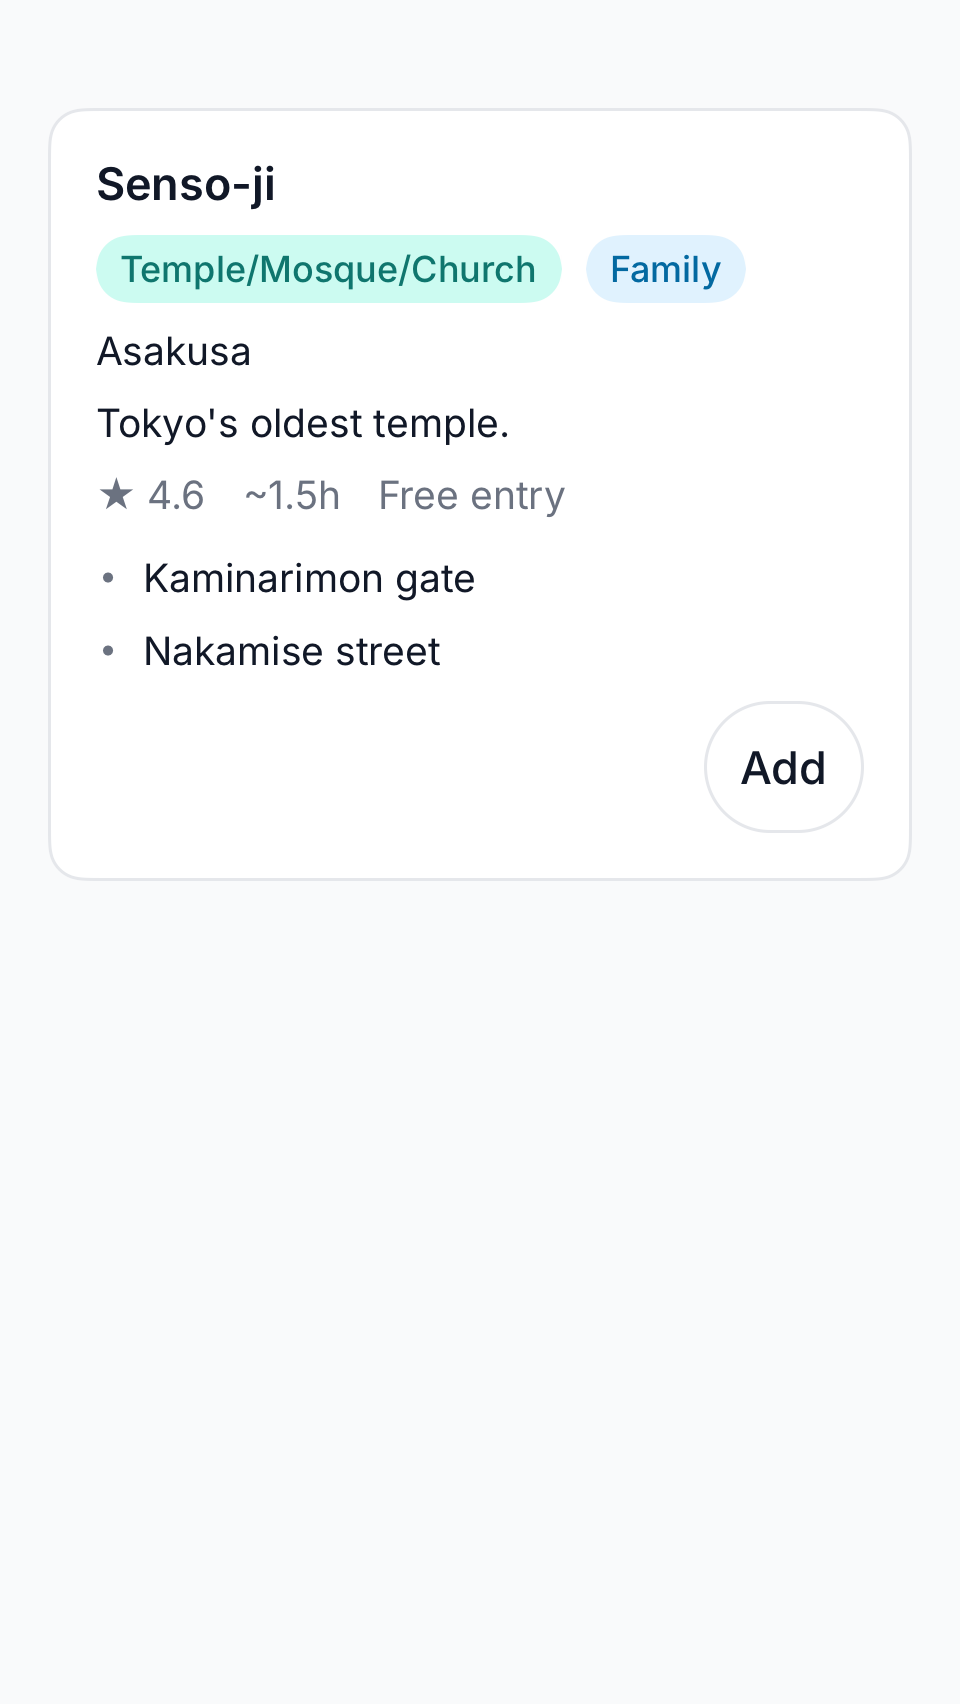 Senso-ji
Temple/Mosque/Church Family
Asakusa
Tokyo's oldest temple.
★ 4.6 ~1.5h Free entry
• Kaminarimon gate
• Nakamise street
Add